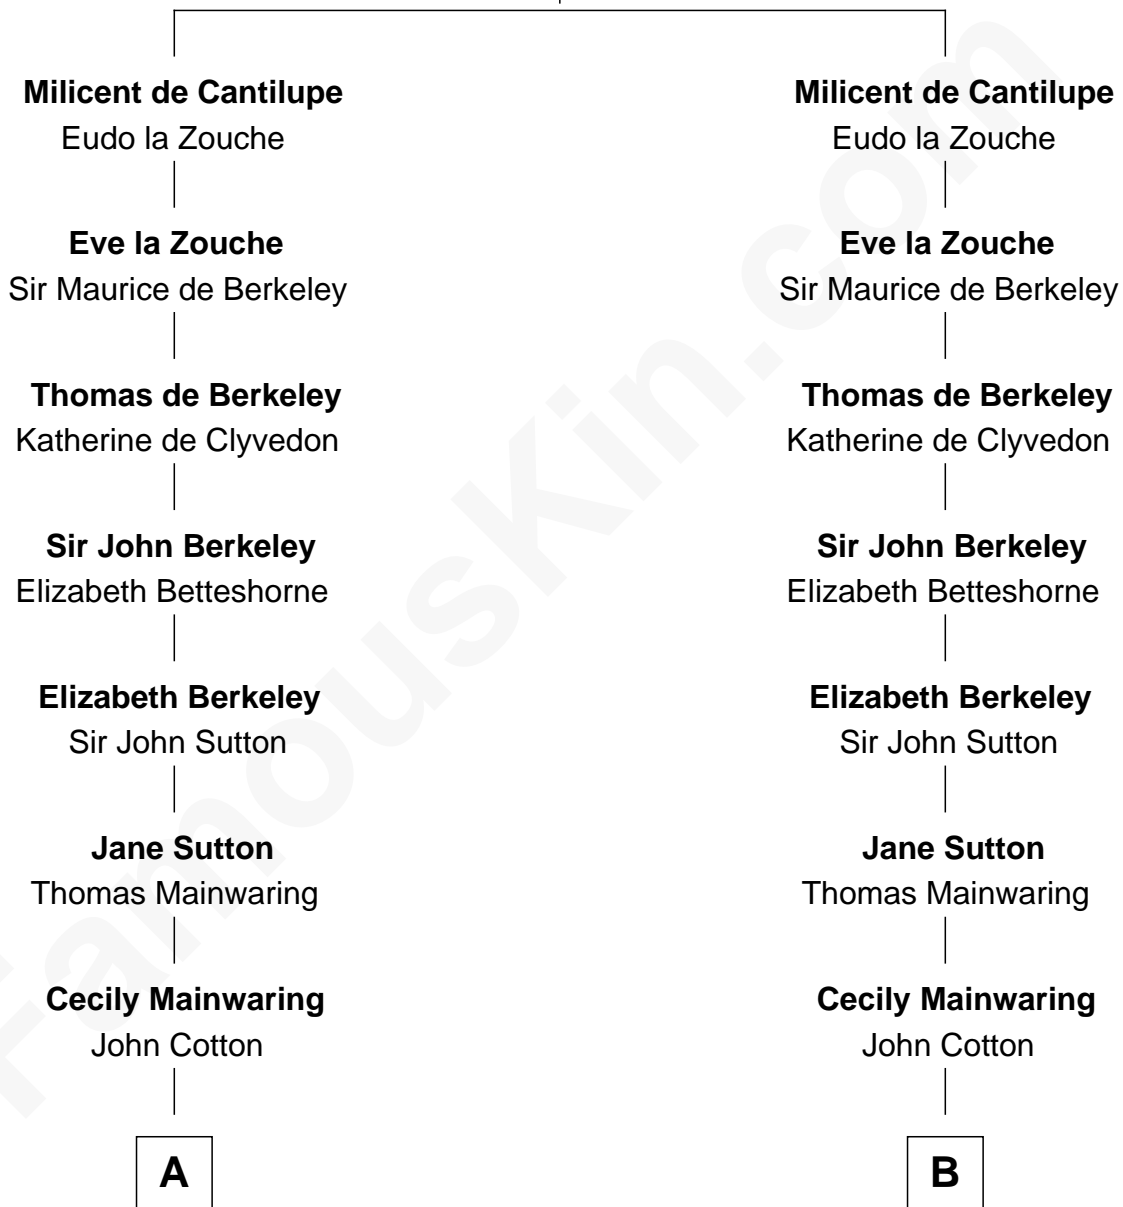 Milicent de Cantilupe
Eudo la Zouche
Eve la Zouche
Sir Maurice de Berkeley
Thomas de Berkeley
Katherine de Clyvedon
Sir John Berkeley
Elizabeth Betteshorne
Elizabeth Berkeley
Sir John Sutton
Jane Sutton
Thomas Mainwaring
Cecily Mainwaring
John Cotton
A
Milicent de Cantilupe
Eudo la Zouche
Eve la Zouche
Sir Maurice de Berkeley
Thomas de Berkeley
Katherine de Clyvedon
Sir John Berkeley
Elizabeth Betteshorne
Elizabeth Berkeley
Sir John Sutton
Jane Sutton
Thomas Mainwaring
Cecily Mainwaring
John Cotton
B
FamousKin.com